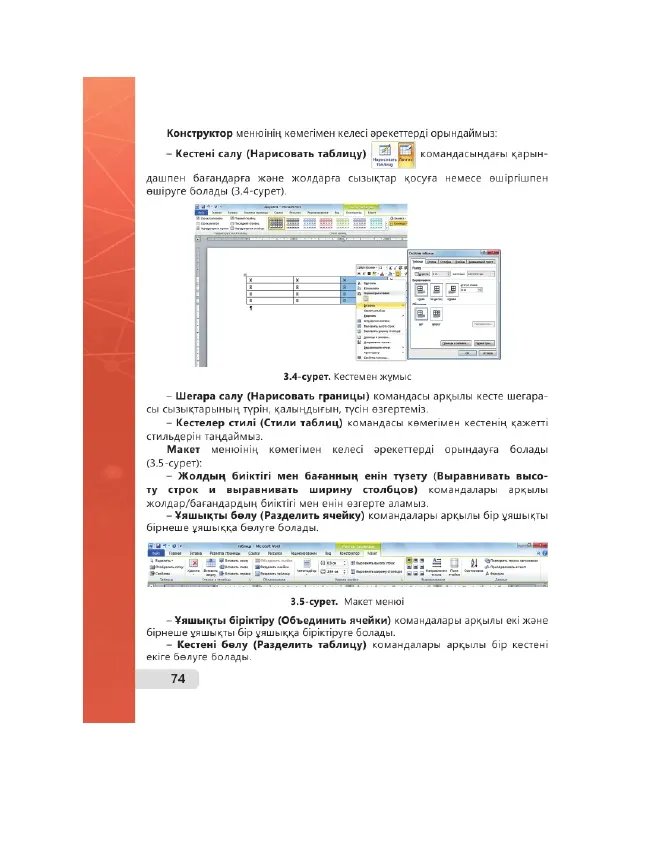 Конструктор менюінің көмегімен келесі әрекеттерді орындаймыз:
– Кестені салу (Нарисовать таблицу) Нарисовать таблицу Ластик командасындағы қарын-
дашпен бағандарға және жолдарға сызықтар қосуға немесе өшіргішпен
өшіруге болады (3.4-сурет).
3.4-сурет. Кестемен жұмыс
– Шегара салу (Нарисовать границы) командасы арқылы кесте шегара-
сы сызықтарының түрін, қалыңдығын, түсін өзгертеміз.
– Кестелер стилі (Стили таблиц) командасы көмегімен кестенің қажетті
стильдерін таңдаймыз.
Макет менюінің көмегімен келесі әрекеттерді орындауға болады
(3.5-сурет):
– Жолдың биіктігі мен бағанның енін түзету (Выравнивать высо-
ту строк и выравнивать ширину столбцов) командалары арқылы
жолдар/бағандардың биіктігі мен енін өзгерте аламыз.
– Ұяшықты бөлу (Разделить ячейку) командалары арқылы бір ұяшықты
бірнеше ұяшыққа бөлуге болады.
3.5-сурет. Макет менюі
– Ұяшықты біріктіру (Объединить ячейки) командалары арқылы екі және
бірнеше ұяшықты бір ұяшыққа біріктіруге болады.
– Кестені бөлу (Разделить таблицу) командалары арқылы бір кестені
екіге бөлуге болады.
74